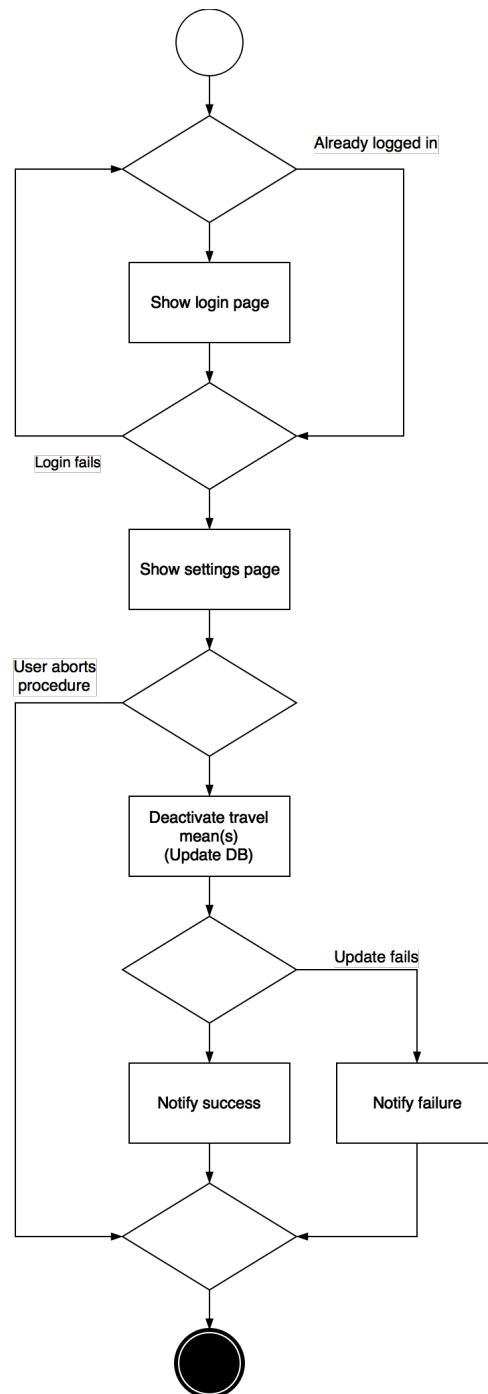 Already logged in
Show login page
Login fails
Show settings page
User aborts
procedure
Deactivate travel
mean(s)
(Update DB)
Update fails
Notify success
Notify failure